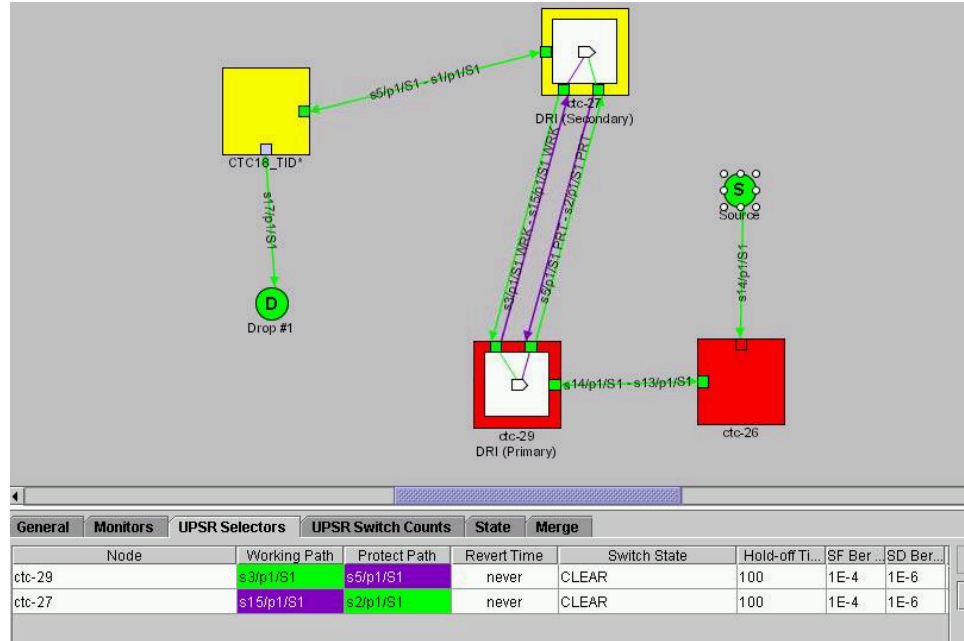 ctc-27
DRI (Secondary)
s5/p1/S1 - s1/p1/S1
CTC18_TID*
s17/p1/S1
D
Drop #1
s3/p1/S1 WRK - s15/p1/S1 WRK
s5/p1/S1 PRT - s2/p1/S1 PRT
S
Source
s14/p1/S1
s14/p1/S1 - s13/p1/S1
ctc-29
DRI (Primary)
ctc-26
General Monitors UPSR Selectors UPSR Switch Counts State Merge
Node Working Path Protect Path Revert Time Switch State Hold-off Ti... SF Ber ... SD Ber...
ctc-29 s3/p1/S1 s5/p1/S1 never CLEAR 100 1E-4 1E-6
ctc-27 s15/p1/S1 s2/p1/S1 never CLEAR 100 1E-4 1E-6